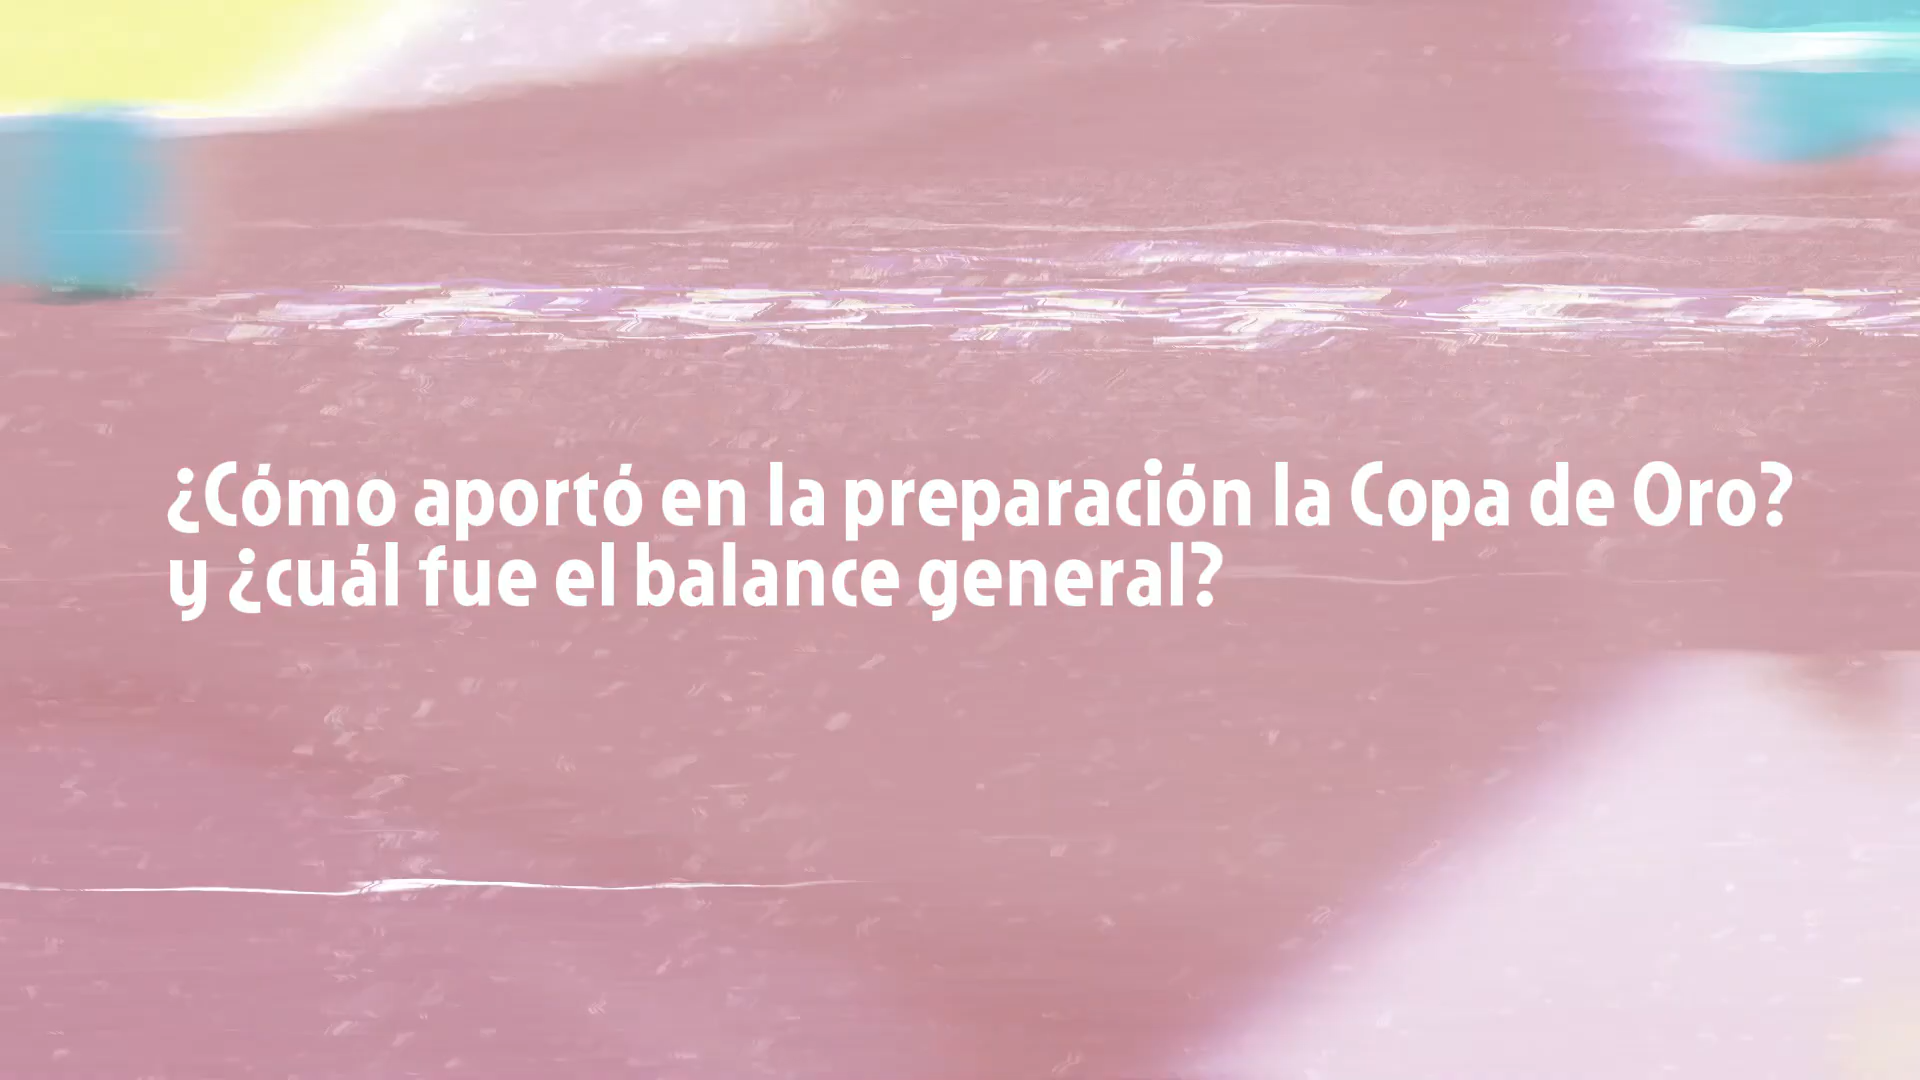 ¿Cómo aportó en la preparación la Copa de Oro?
y ¿cuál fue el balance general?